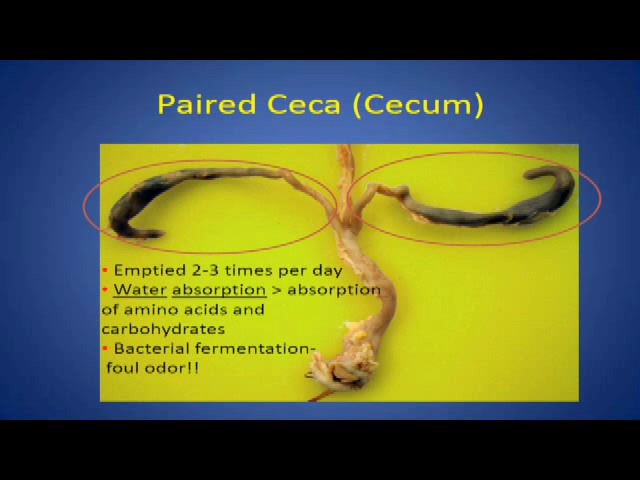 Paired Ceca (Cecum)
• Emptied 2-3 times per day
• Water absorption > absorption
of amino acids and
carbohydrates
• Bacterial fermentation-
foul odor!!